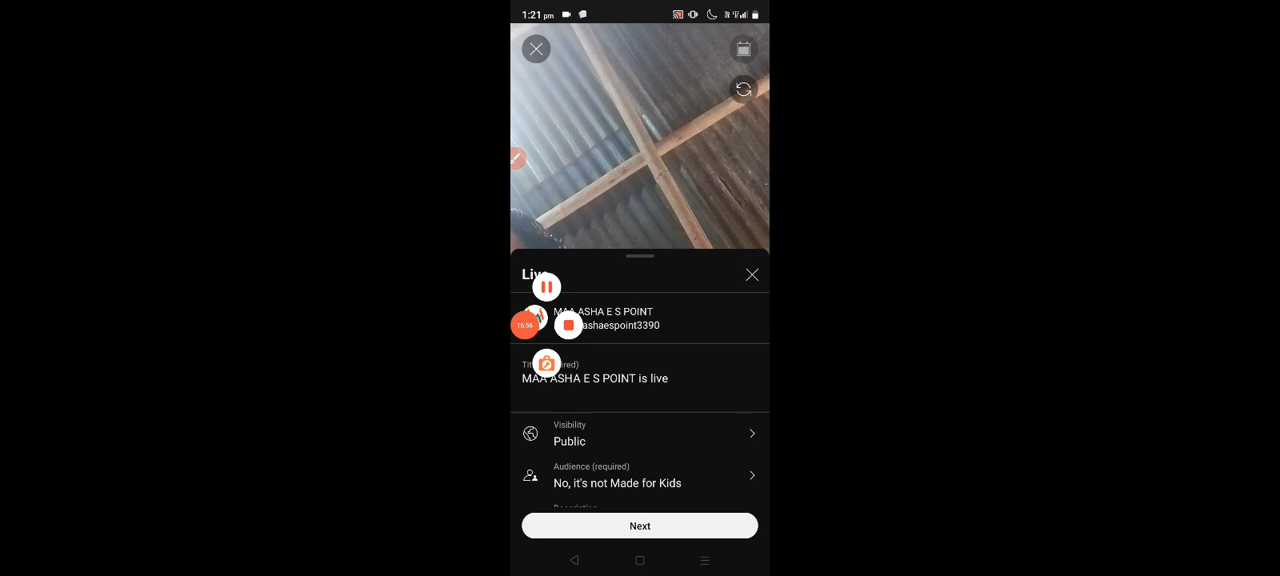 1:21 pm
Live
MAA ASHA E S POINT
ashaespoint3390
16:56
MAA ASHA E S POINT is live
Visibility
Public
Audience (required)
No, it's not Made for Kids
Next